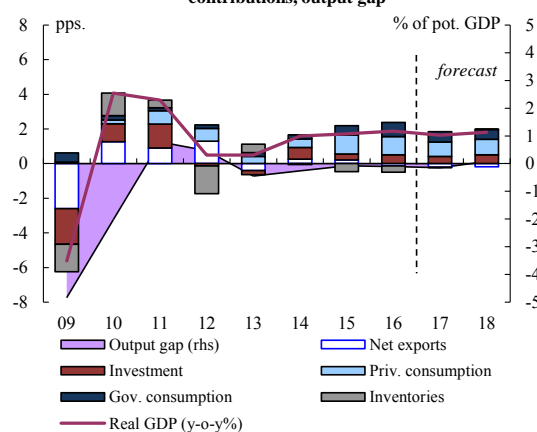 contributions, output gap
pps.
% of pot. GDP
forecast
8
6
4
2
0
-2
-4
-6
-8
5
4
3
2
1
0
-1
-2
-3
-4
-5
09 10 11 12 13 14 15 16 17 18
Output gap (rhs) Net exports
Investment Priv. consumption
Gov. consumption Inventories
Real GDP (y-o-y%)